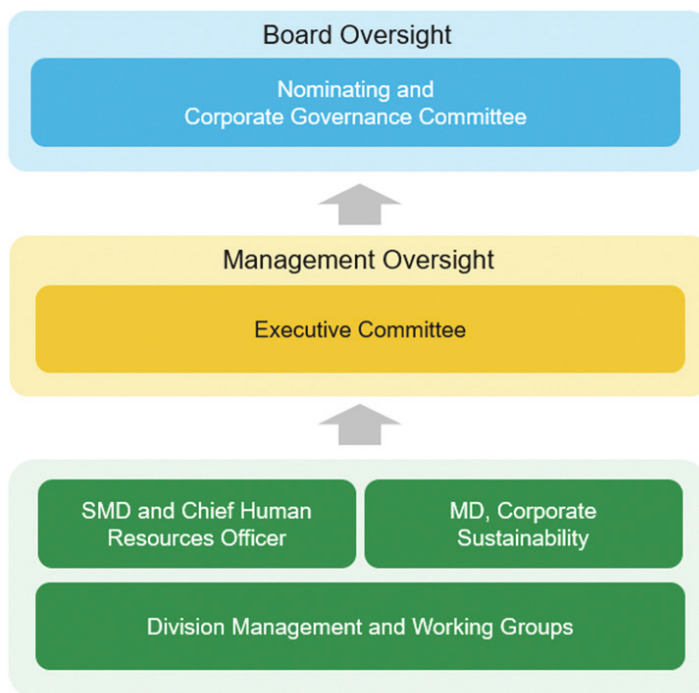 Board Oversight
Nominating and
Corporate Governance Committee
Management Oversight
Executive Committee
SMD and Chief Human
Resources Officer
MD, Corporate
Sustainability
Division Management and Working Groups